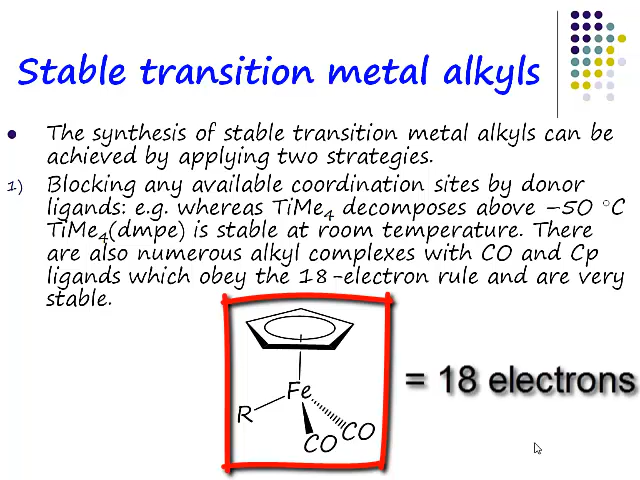 Stable transition metal alkyls
The synthesis of stable transition metal alkyls can be
achieved by applying two strategies.
1) Blocking any available coordination sites by donor
ligands: e.g. whereas TiMe4 decomposes above −50 °C
TiMe4(dmpe) is stable at room temperature. There
are also numerous alkyl complexes with CO and Cp
ligands which obey the 18-electron rule and are very
stable.
Fe
= 18 electrons
R
CO
CO